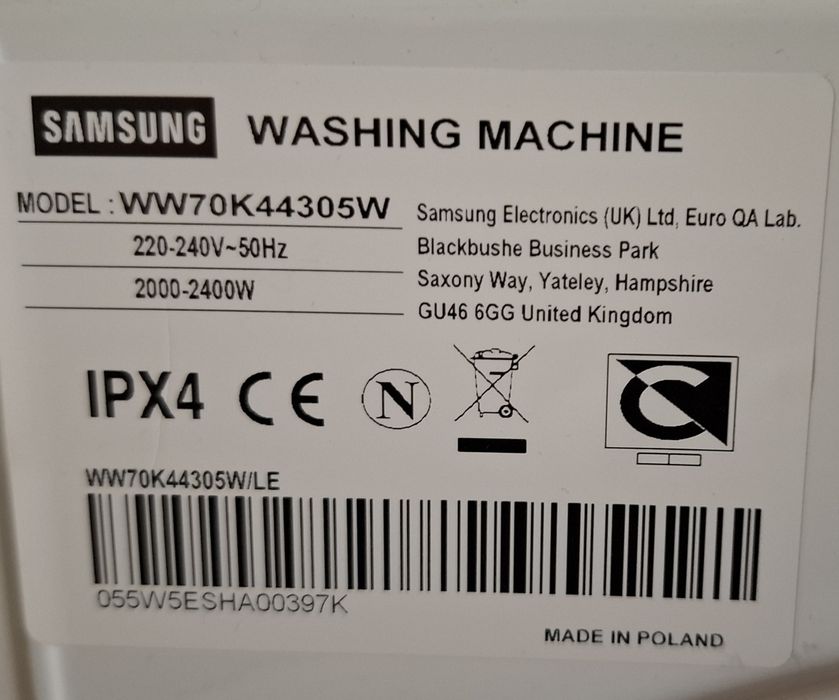 SAMSUNG WASHING MACHINE
MODEL : WW70K44305W
220-240V~50Hz
2000-2400W
Samsung Electronics (UK) Ltd, Euro QA Lab.
Blackbushe Business Park
Saxony Way, Yateley, Hampshire
GU46 6GG United Kingdom
IPX4 CE N
WW70K44305W/LE
055W5ESHA00397K
MADE IN POLAND